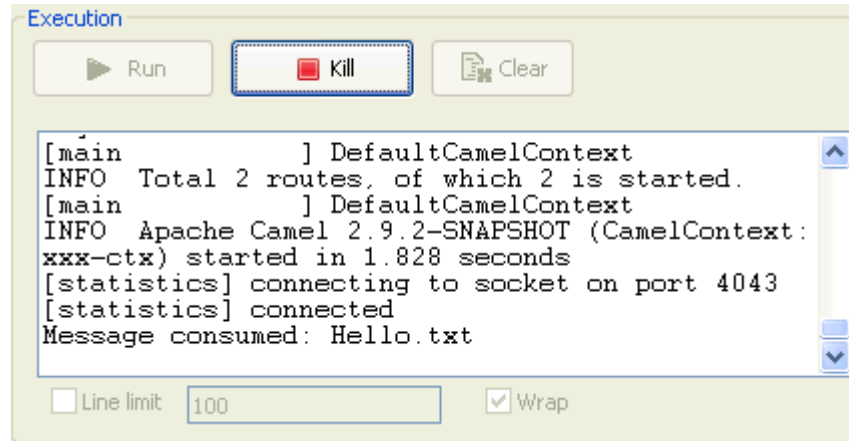 Execution
Run Kill Clear
[main ] DefaultCamelContext
INFO Total 2 routes, of which 2 is started.
[main ] DefaultCamelContext
INFO Apache Camel 2.9.2-SNAPSHOT (CamelContext:
xxx-ctx) started in 1.828 seconds
[statistics] connecting to socket on port 4043
[statistics] connected
Message consumed: Hello.txt
Line limit 100 Wrap